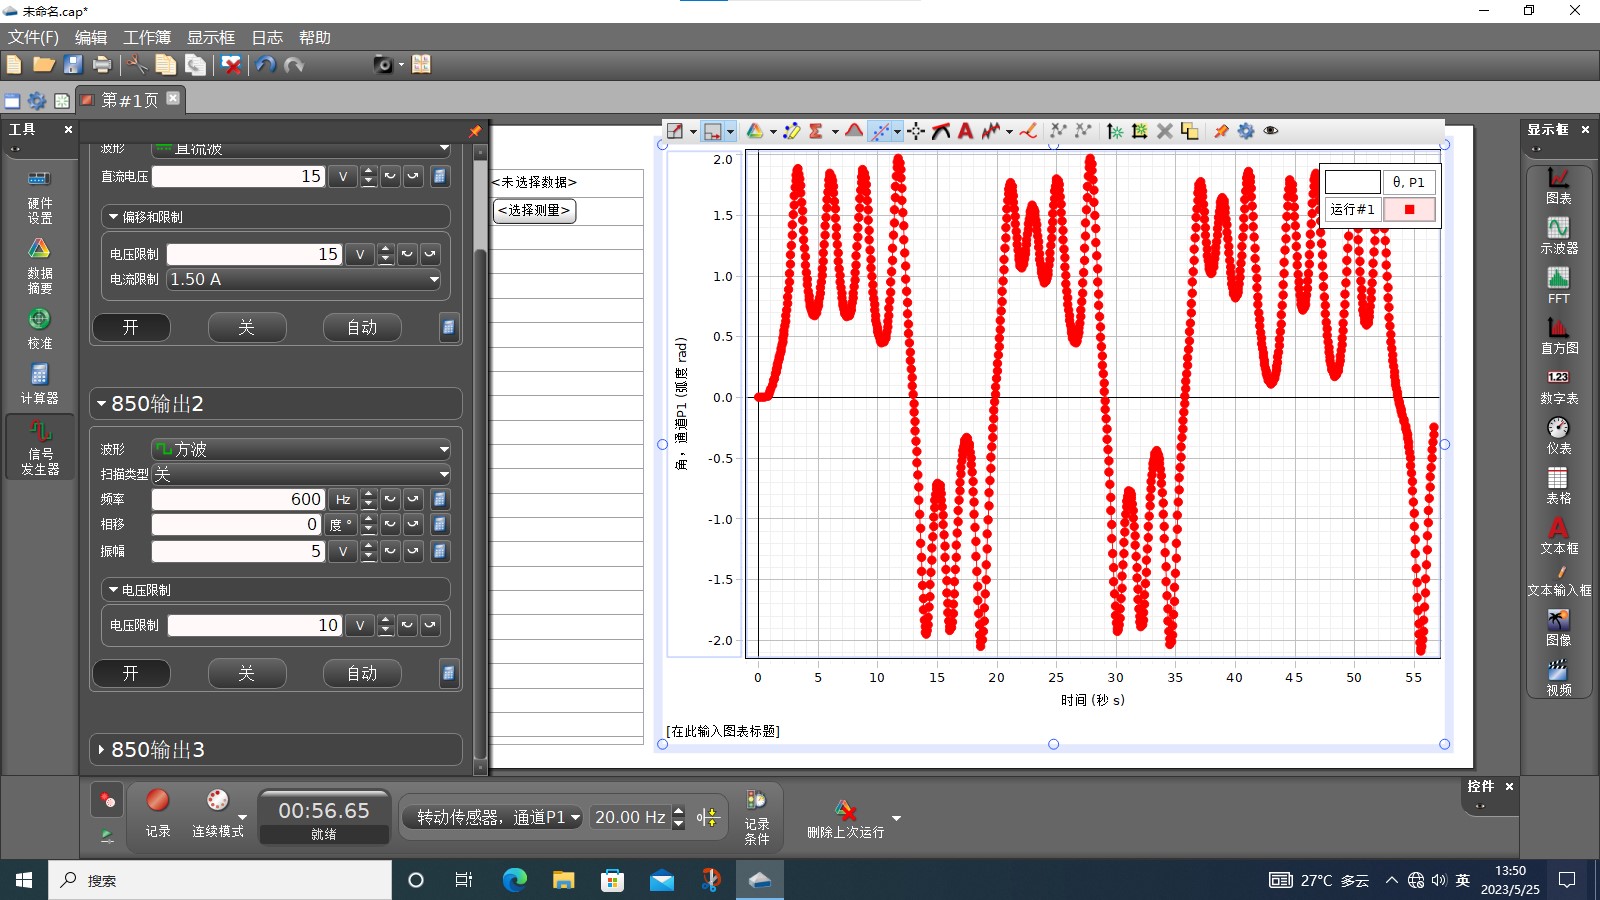 未命名.cap*
文件(F) 编辑 工作簿 显示框 日志 帮助
第#1页
工具
硬件
设置
数据
摘要
校准
计算器
信号
发生器
波形 直流波
直流电压 15 V
偏移和限制
电压限制 15 V
电流限制 1.50 A
开 关 自动
850输出2
波形 方波
扫描类型 关
频率 600 Hz
相移 0 度 °
振幅 5 V
电压限制
电压限制 10 V
开 关 自动
850输出3
<未选择数据>
<选择测量>
角，通道P1 (弧度 rad)
2.0
1.5
1.0
0.5
0.0
-0.5
-1.0
-1.5
-2.0
0 5 10 15 20 25 30 35 40 45 50 55
时间 (秒 s)
θ, P1
运行#1
[在此输入图表标题]
显示框
图表
示波器
FFT
直方图
1.23
数字表
仪表
表格
文本框
文本输入框
图像
视频
控件
记录
连续模式
00:56.65
就绪
转动传感器，通道P1
20.00 Hz
记录
条件
删除上次运行
搜索
27°C 多云
英
13:50
2023/5/25